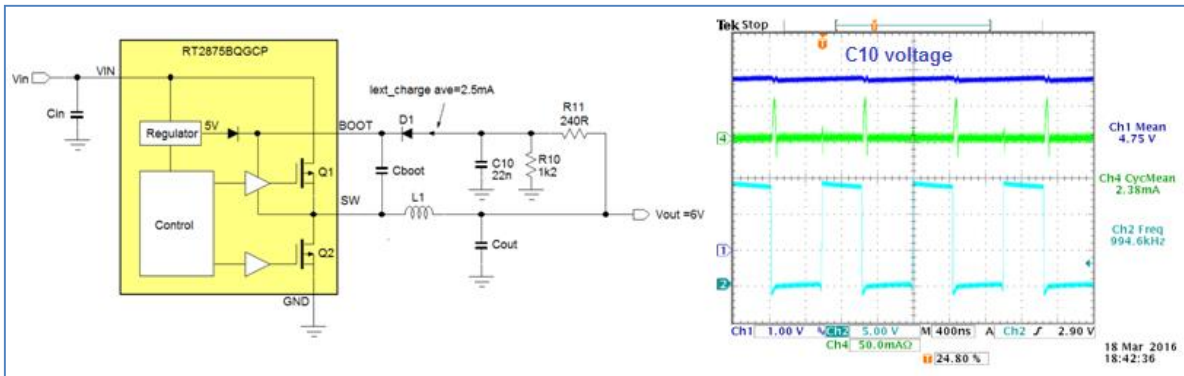 RT2875BQGCP
Vin
VIN
Cin
Regulator
5V
BOOT
Iext_charge ave=2.5mA
D1
R11
240R
C10
22n
R10
1k2
Cboot
Q1
Control
SW
L1
Vout =6V
Cout
Q2
GND
Tek Stop
T
T
C10 voltage
4
1
2
Ch1 Mean
4.75 V
Ch4 CycMean
2.38mA
Ch2 Freq
994.6kHz
Ch1 1.00 V Ch2 5.00 V M 400ns A Ch2 ƒ 2.90 V
Ch4 50.0mAΩ
T 24.80 %
18 Mar 2016
18:42:36